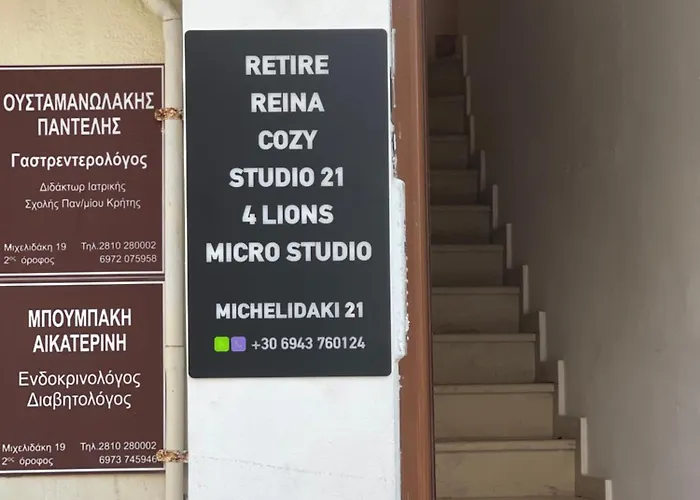 ΟΥΣΤΑΜΑΝΩΛΑΚΗΣ
ΠΑΝΤΕΛΗΣ
Γαστρεντερολόγος
Διδάκτωρ Ιατρικής
Σχολής Παν/μίου Κρήτης
Μιχελιδάκη 19 Τηλ.2810 280002
2ος όροφος 6972 075958
ΜΠΟΥΜΠΑΚΗ
ΑΙΚΑΤΕΡΙΝΗ
Ενδοκρινολόγος
Διαβητολόγος
Μιχελιδάκη 19 Τηλ.2810 280002
2ος όροφος 6973 745946
RETIRE
REINA
COZY
STUDIO 21
4 LIONS
MICRO STUDIO
MICHELIDAKI 21
+30 6943 760124